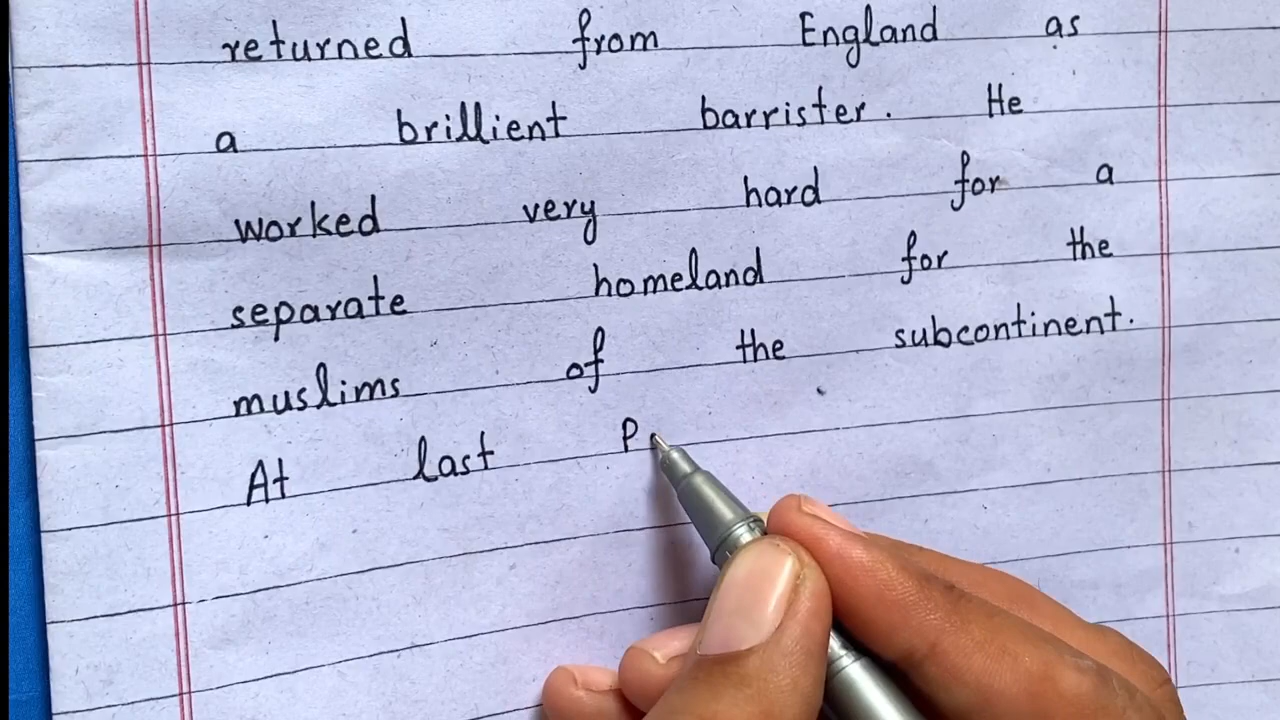 returned from England as
a brillient barrister. He
worked very hard for a
separate homeland for the
muslims of the subcontinent.
At last P